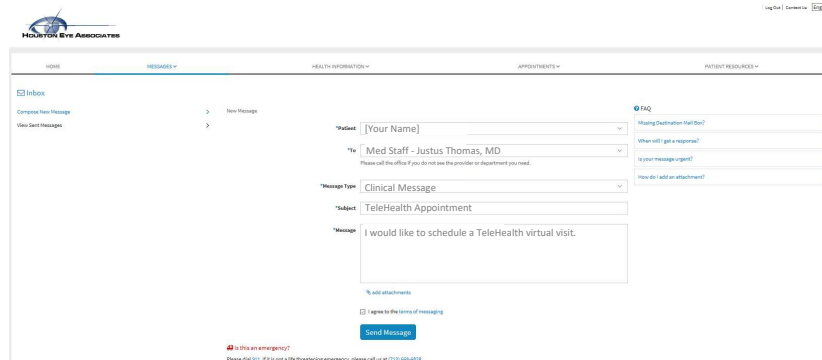 Log Out | Contact Us
HOUSTON EYE ASSOCIATES
HOME MESSAGES HEALTH INFORMATION APPOINTMENTS PATIENT RESOURCES
Inbox
Compose New Message
View Sent Messages
New Message
*Patient [Your Name]
*To Med Staff - Justus Thomas, MD
Please call the office if you do not see the provider or department you need.
*Message Type Clinical Message
*Subject TeleHealth Appointment
*Message I would like to schedule a TeleHealth virtual visit.
add attachments
I agree to the terms of messaging
Send Message
Is this an emergency?
Please dial 911. If it is not a life threatening emergency, please call us at
FAQ
Missing Destination Mail Box?
When will I get a response?
Is your message urgent?
How do I add an attachment?